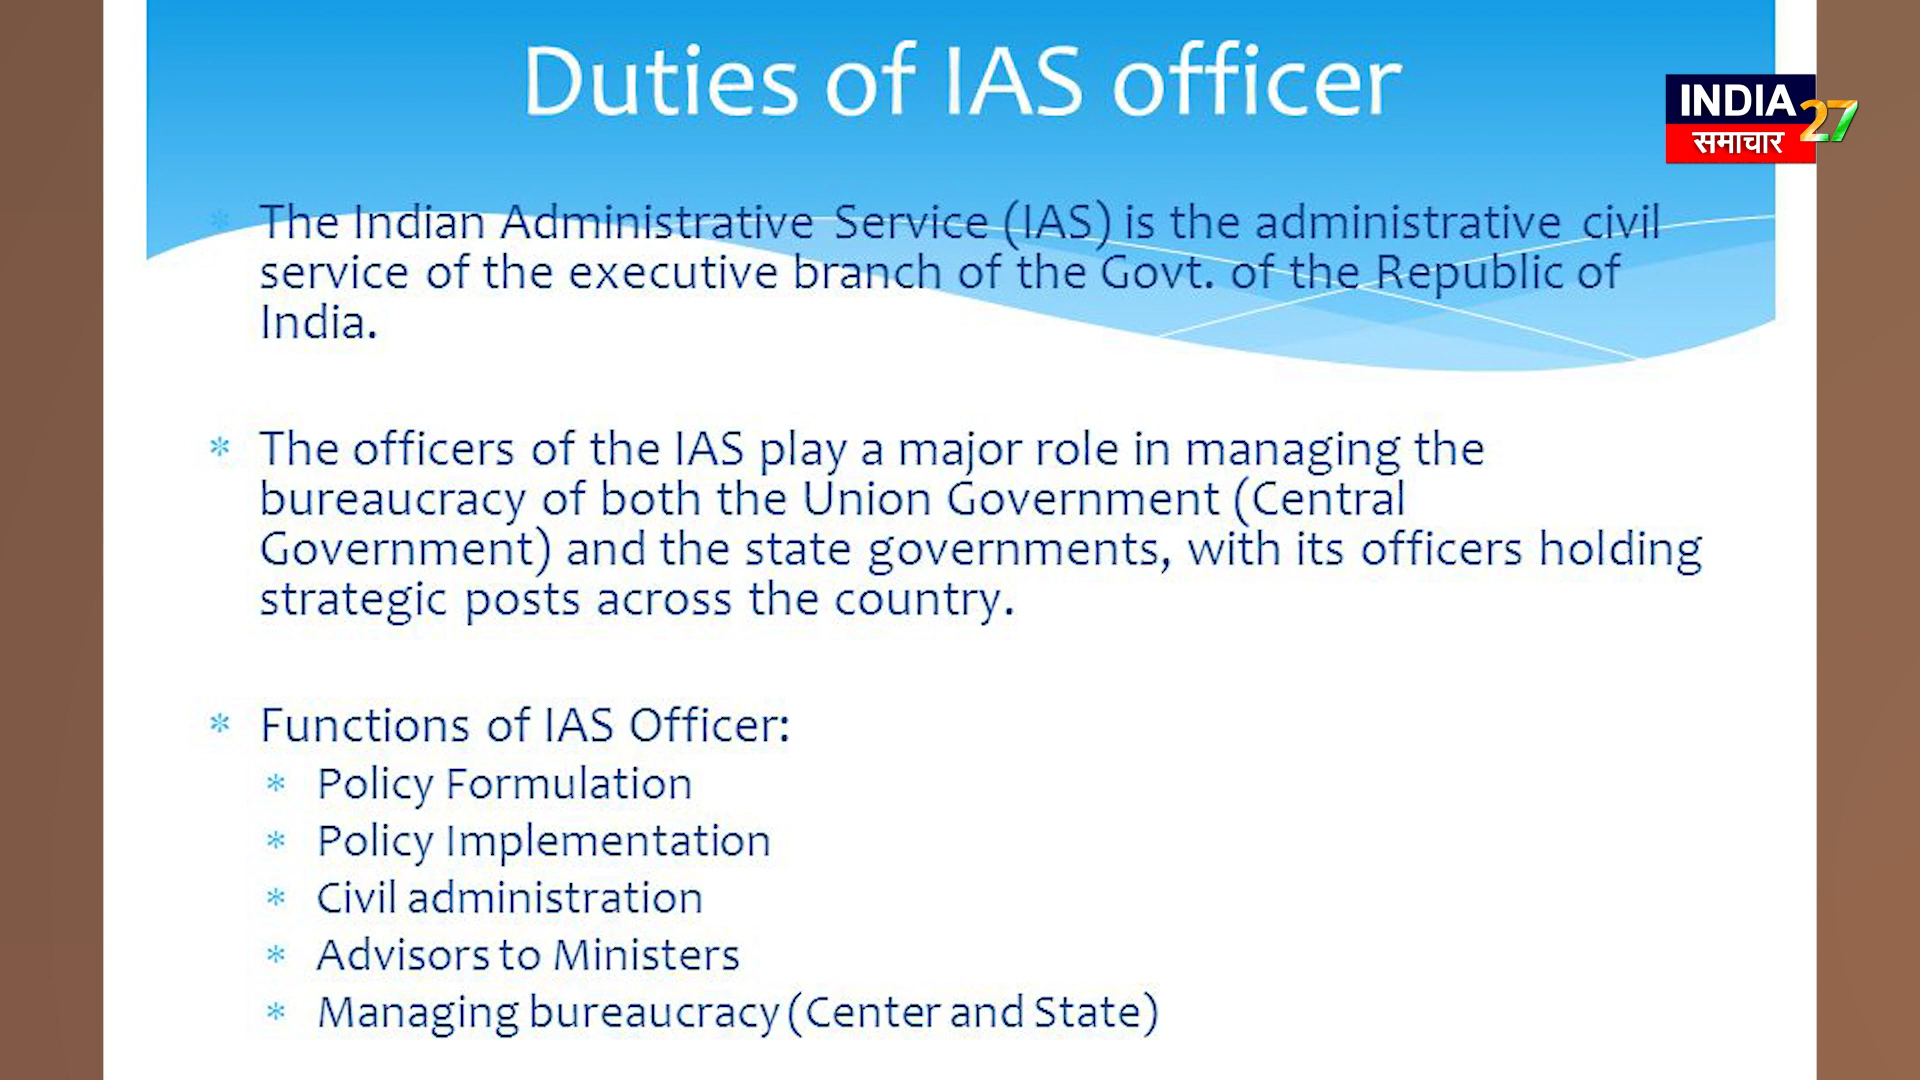 Duties of IAS officer
INDIA 27
समाचार
* The Indian Administrative Service (IAS) is the administrative civil
service of the executive branch of the Govt. of the Republic of
India.
* The officers of the IAS play a major role in managing the
bureaucracy of both the Union Government (Central
Government) and the state governments, with its officers holding
strategic posts across the country.
* Functions of IAS Officer:
* Policy Formulation
* Policy Implementation
* Civil administration
* Advisors to Ministers
* Managing bureaucracy (Center and State)